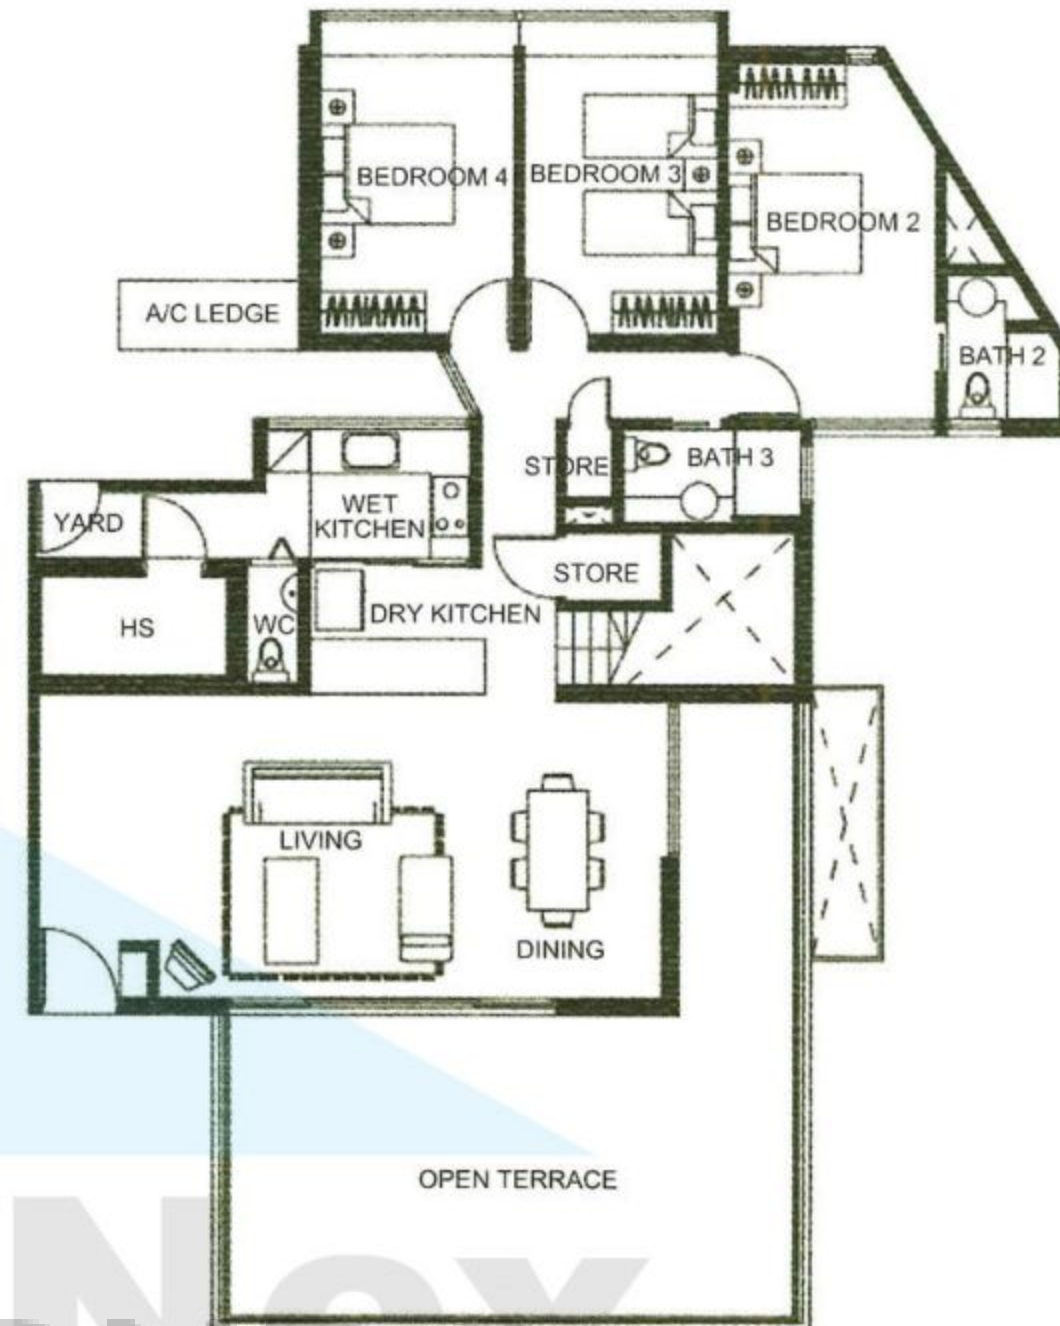 BEDROOM 4
BEDROOM 3
BEDROOM 2
A/C LEDGE
BATH 2
STORE
BATH 3
YARD
WET
KITCHEN
STORE
HS
WC
DRY KITCHEN
LIVING
DINING
OPEN TERRACE
Nex